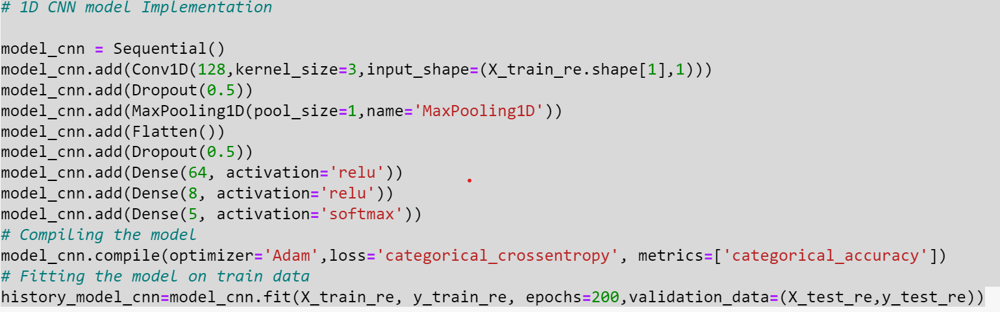 # 1D CNN model Implementation
model_cnn = Sequential()
model_cnn.add(Conv1D(128,kernel_size=3,input_shape=(X_train_re.shape[1],1)))
model_cnn.add(Dropout(0.5))
model_cnn.add(MaxPooling1D(pool_size=1,name='MaxPooling1D'))
model_cnn.add(Flatten())
model_cnn.add(Dropout(0.5))
model_cnn.add(Dense(64, activation='relu'))
model_cnn.add(Dense(8, activation='relu'))
model_cnn.add(Dense(5, activation='softmax'))
# Compiling the model
model_cnn.compile(optimizer='Adam',loss='categorical_crossentropy', metrics=['categorical_accuracy'])
# Fitting the model on train data
history_model_cnn=model_cnn.fit(X_train_re, y_train_re, epochs=200,validation_data=(X_test_re,y_test_re))